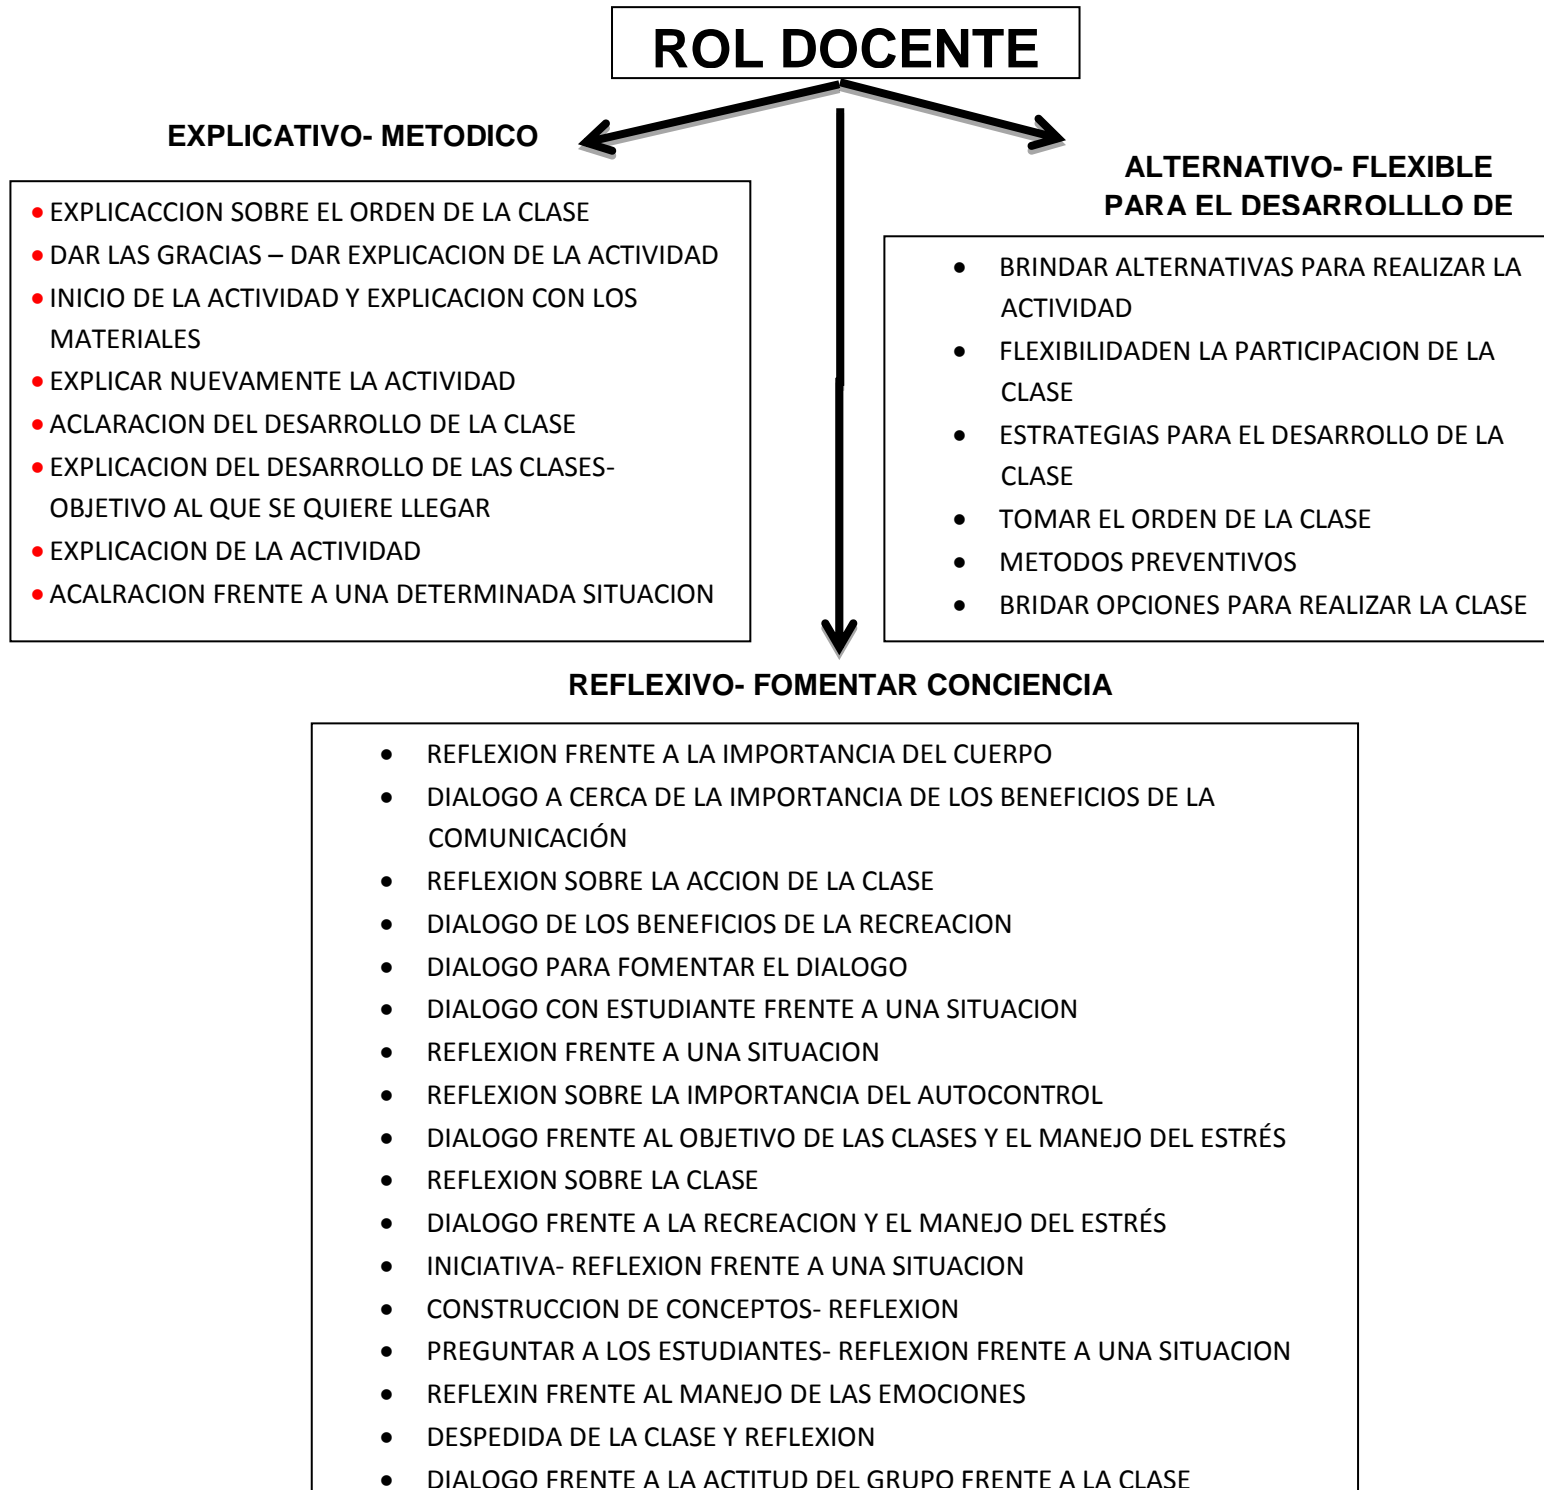 ROL DOCENTE
EXPLICATIVO- METODICO
• EXPLICACCION SOBRE EL ORDEN DE LA CLASE
• DAR LAS GRACIAS – DAR EXPLICACION DE LA ACTIVIDAD
• INICIO DE LA ACTIVIDAD Y EXPLICACION CON LOS
MATERIALES
• EXPLICAR NUEVAMENTE LA ACTIVIDAD
• ACLARACION DEL DESARROLLO DE LA CLASE
• EXPLICACION DEL DESARROLLO DE LAS CLASES-
OBJETIVO AL QUE SE QUIERE LLEGAR
• EXPLICACION DE LA ACTIVIDAD
• ACALRACION FRENTE A UNA DETERMINADA SITUACION
ALTERNATIVO- FLEXIBLE
PARA EL DESARROLLLO DE
• BRINDAR ALTERNATIVAS PARA REALIZAR LA
ACTIVIDAD
• FLEXIBILIDADEN LA PARTICIPACION DE LA
CLASE
• ESTRATEGIAS PARA EL DESARROLLO DE LA
CLASE
• TOMAR EL ORDEN DE LA CLASE
• METODOS PREVENTIVOS
• BRIDAR OPCIONES PARA REALIZAR LA CLASE
REFLEXIVO- FOMENTAR CONCIENCIA
• REFLEXION FRENTE A LA IMPORTANCIA DEL CUERPO
• DIALOGO A CERCA DE LA IMPORTANCIA DE LOS BENEFICIOS DE LA
COMUNICACIÓN
• REFLEXION SOBRE LA ACCION DE LA CLASE
• DIALOGO DE LOS BENEFICIOS DE LA RECREACION
• DIALOGO PARA FOMENTAR EL DIALOGO
• DIALOGO CON ESTUDIANTE FRENTE A UNA SITUACION
• REFLEXION FRENTE A UNA SITUACION
• REFLEXION SOBRE LA IMPORTANCIA DEL AUTOCONTROL
• DIALOGO FRENTE AL OBJETIVO DE LAS CLASES Y EL MANEJO DEL ESTRÉS
• REFLEXION SOBRE LA CLASE
• DIALOGO FRENTE A LA RECREACION Y EL MANEJO DEL ESTRÉS
• INICIATIVA- REFLEXION FRENTE A UNA SITUACION
• CONSTRUCCION DE CONCEPTOS- REFLEXION
• PREGUNTAR A LOS ESTUDIANTES- REFLEXION FRENTE A UNA SITUACION
• REFLEXIN FRENTE AL MANEJO DE LAS EMOCIONES
• DESPEDIDA DE LA CLASE Y REFLEXION
• DIALOGO FRENTE A LA ACTITUD DEL GRUPO FRENTE A LA CLASE